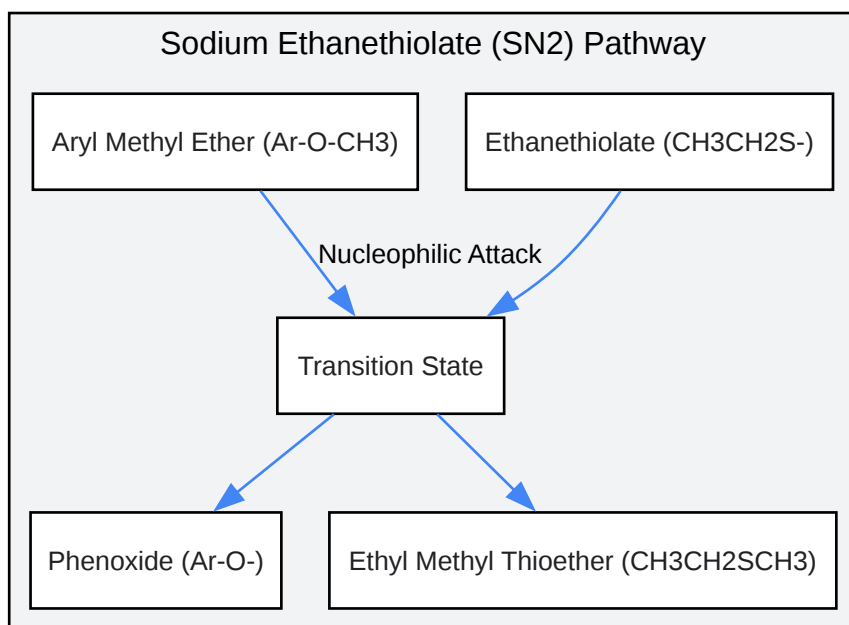 Sodium Ethanethiolate (SN2) Pathway
Aryl Methyl Ether (Ar-O-CH3)
Ethanethiolate (CH3CH2S-)
Nucleophilic Attack
Transition State
Phenoxide (Ar-O-)
Ethyl Methyl Thioether (CH3CH2SCH3)